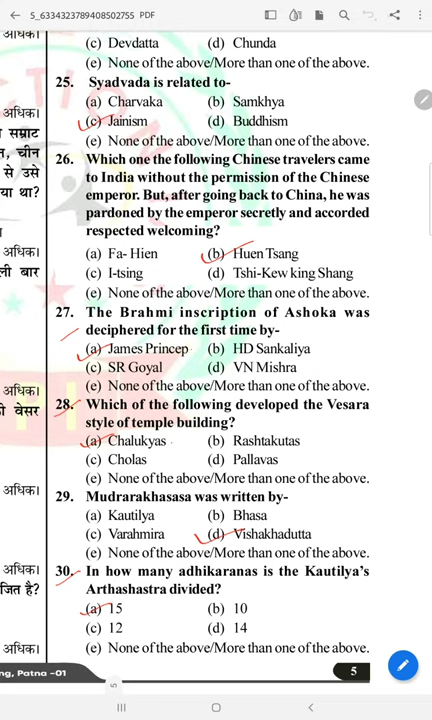 5_6334323789408502755 PDF
अधिक।
(c) Devdatta (d) Chunda
(e) None of the above/More than one of the above.
25. Syadvada is related to-
(a) Charvaka (b) Samkhya
अधिक।
(c) Jainism (d) Buddhism
सम्राट
(e) None of the above/More than one of the above.
चीन
26. Which one the following Chinese travelers came
से उसे
to India without the permission of the Chinese
या था?
emperor. But, after going back to China, he was
pardoned by the emperor secretly and accorded
respected welcoming?
अधिक।
(a) Fa- Hien (b) Huen Tsang
ली बार
(c) I-tsing (d) Tshi-Kew king Shang
(e) None of the above/More than one of the above.
27. The Brahmi inscription of Ashoka was
deciphered for the first time by-
(a) James Princep (b) HD Sankaliya
(c) SR Goyal (d) VN Mishra
अधिक।
(e) None of the above/More than one of the above.
वेसर
28. Which of the following developed the Vesara
style of temple building?
(a) Chalukyas (b) Rashtakutas
(c) Cholas (d) Pallavas
(e) None of the above/More than one of the above.
अधिक।
29. Mudrarakhasasa was written by-
(a) Kautilya (b) Bhasa
(c) Varahmira (d) Vishakhadutta
(e) None of the above/More than one of the above.
अधिक।
30. In how many adhikaranas is the Kautilya's
जित है?
Arthashastra divided?
(a) 15 (b) 10
(c) 12 (d) 14
अधिक।
(e) None of the above/More than one of the above.
ng, Patna -01 5
5